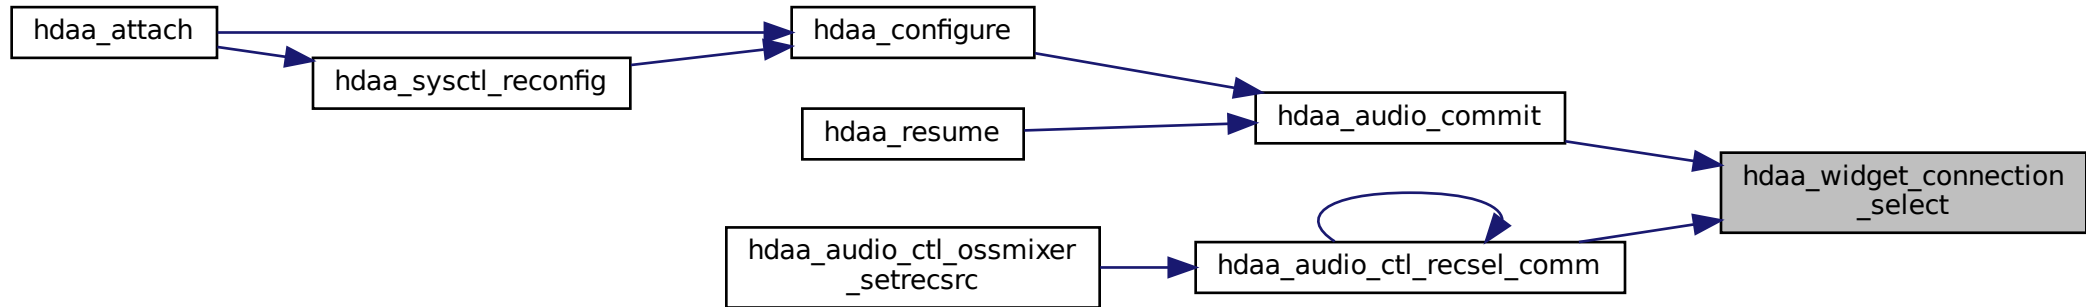 hdaa_attach
hdaa_configure
hdaa_sysctl_reconfig
hdaa_resume
hdaa_audio_commit
hdaa_widget_connection
_select
hdaa_audio_ctl_ossmixer
_setrecsrc
hdaa_audio_ctl_recsel_comm